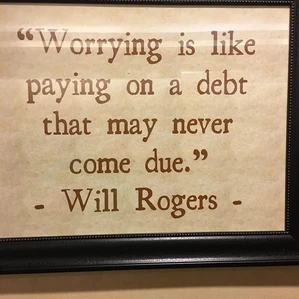 “Worrying is like
paying on a debt
that may never
come due.”
- Will Rogers -